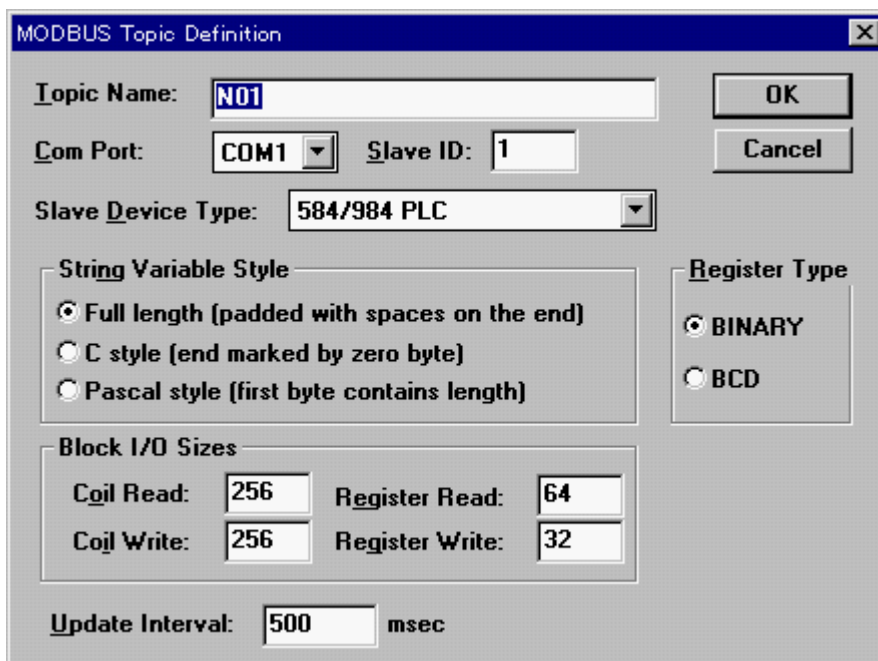 MODBUS Topic Definition
Topic Name: N01 OK
Com Port: COM1 Slave ID: 1 Cancel
Slave Device Type: 584/984 PLC
String Variable Style Register Type
Full length (padded with spaces on the end) BINARY
C style (end marked by zero byte)
Pascal style (first byte contains length) BCD
Block I/O Sizes
Coil Read: 256 Register Read: 64
Coil Write: 256 Register Write: 32
Update Interval: 500 msec